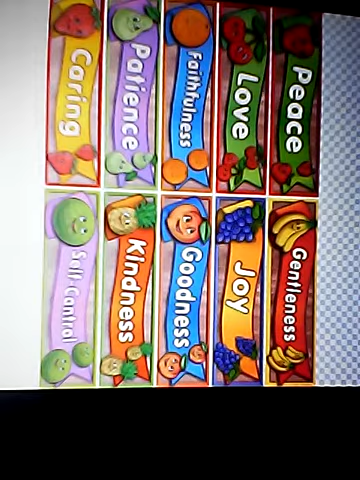 Peace
Gentleness
Love
Joy
Faithfulness
Goodness
Patience
Kindness
Caring
Self-Control